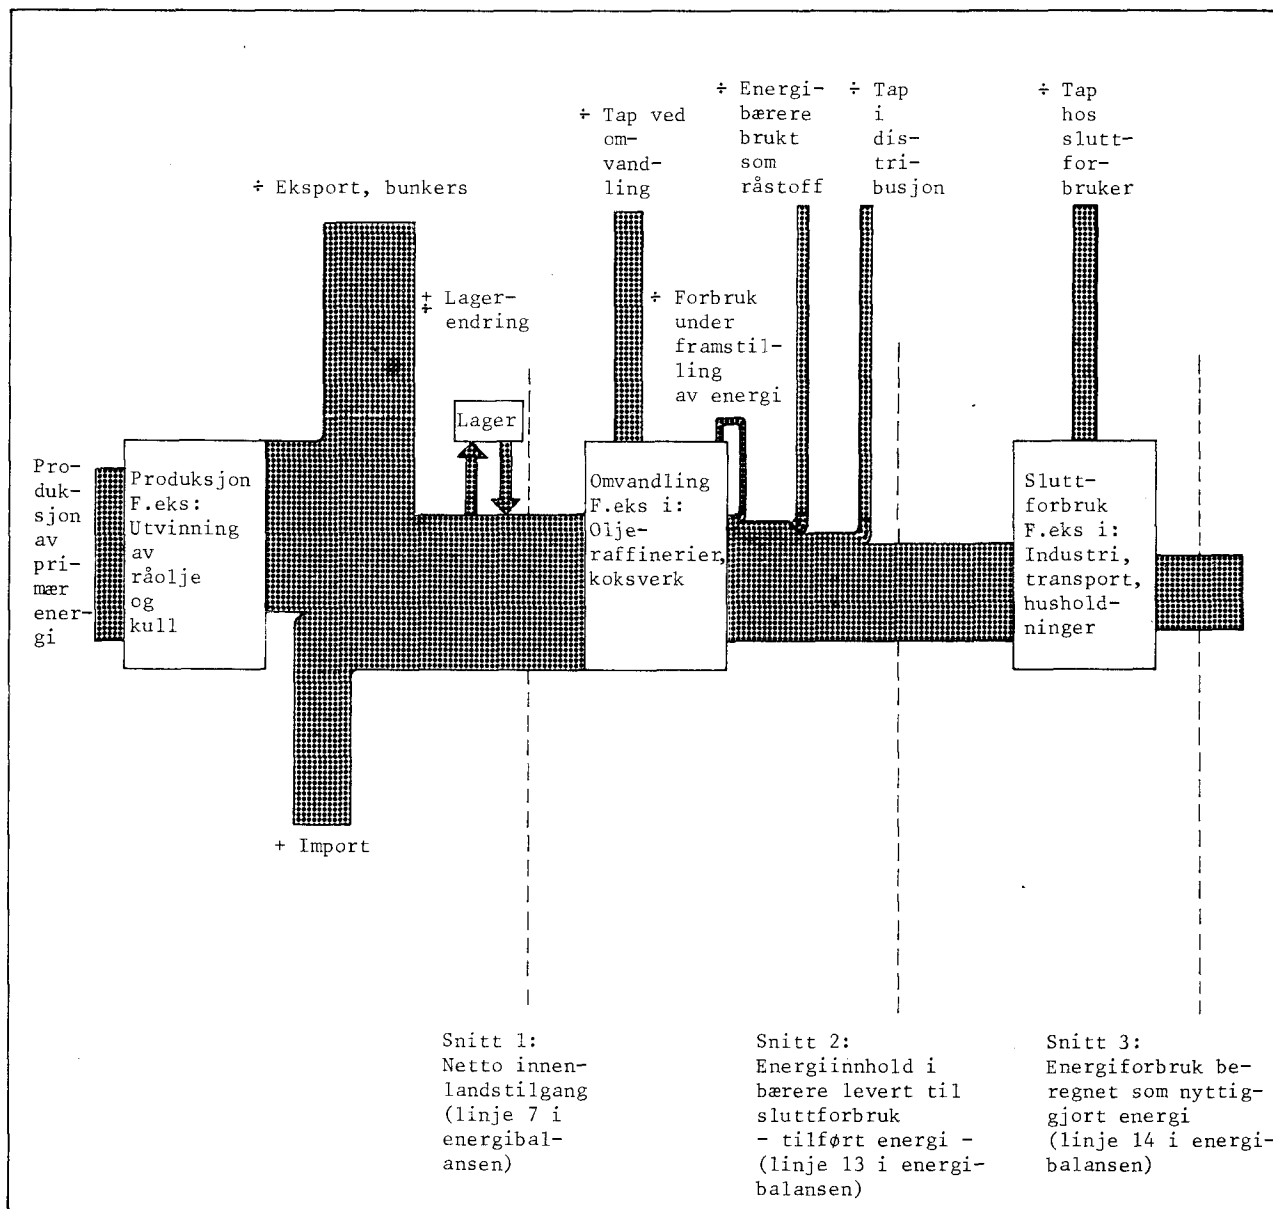 ÷ Eksport, bunkers
+
÷ Lager-
endring
÷ Tap ved
om-
vand-
ling
÷ Energi-
bærere
brukt
som
råstoff
÷ Tap
i
dis-
tri-
busjon
÷ Tap
hos
slutt-
for-
bruker
÷ Forbruk
under
framstil-
ling
av energi
Lager
Pro-
duk-
sjon
av
pri-
mær
ener-
gi
Produksjon
F.eks:
Utvinning
av
råolje
og
kull
Omvandling
F.eks i:
Olje-
raffinerier,
koksverk
Slutt-
forbruk
F.eks i:
Industri,
transport,
hushold-
ninger
+ Import
Snitt 1:
Netto innen-
landstilgang
(linje 7 i
energibal-
ansen)
Snitt 2:
Energiinnhold i
bærere levert til
sluttforbruk
- tilført energi -
(linje 13 i energi-
balansen)
Snitt 3:
Energiforbruk be-
regnet som nyttig-
gjort energi
(linje 14 i energi-
balansen)